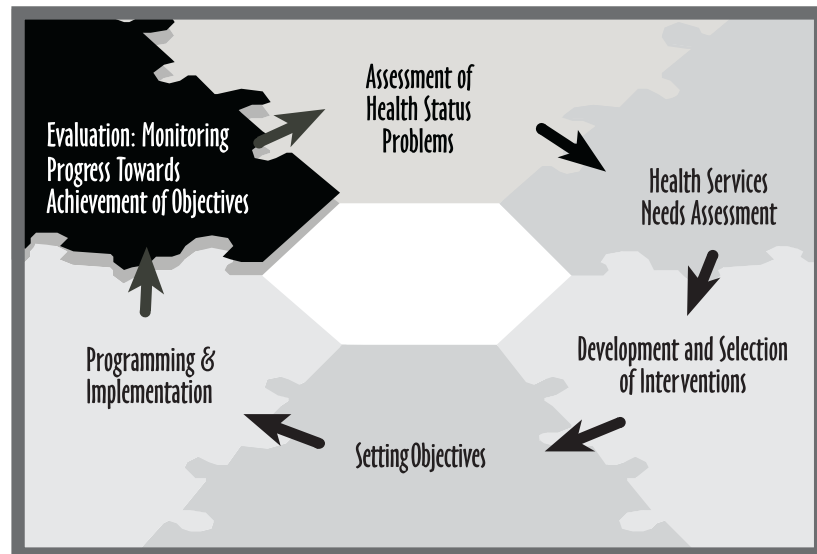 Assessment of
Health Status
Problems
Health Services
Needs Assessment
Development and Selection
of Interventions
Setting Objectives
Programming &
Implementation
Evaluation: Monitoring
Progress Towards
Achievement of Objectives